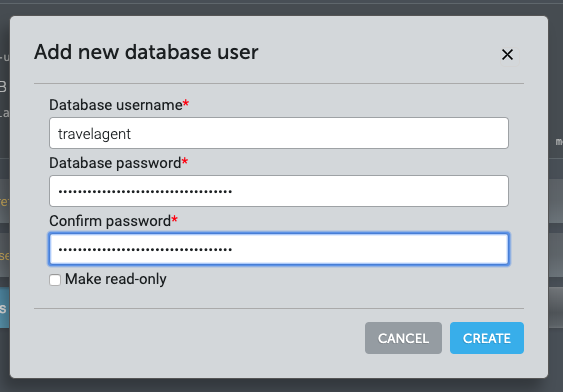 Add new database user
Database username*
travelagent
Database password*
•••••••••••••••••••••••••••••••••••
Confirm password*
•••••••••••••••••••••••••••••••••••
Make read-only
CANCEL
CREATE